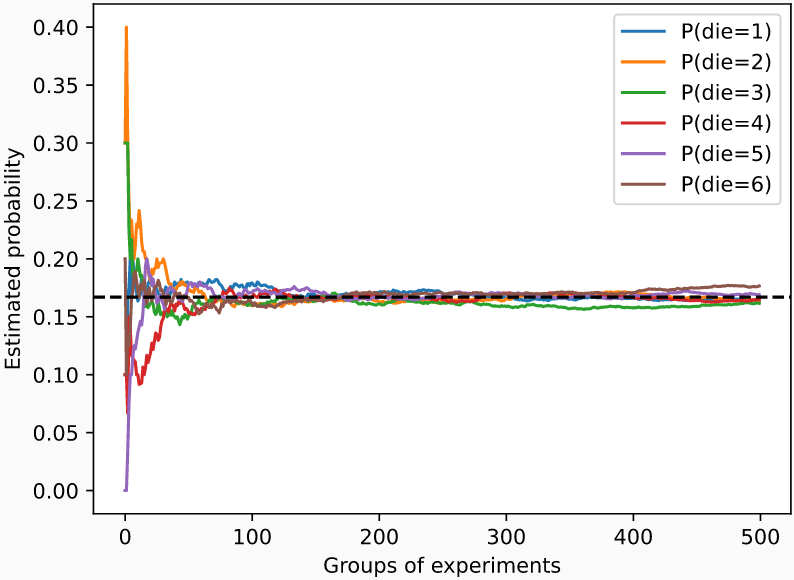 0.40
0.35
0.30
0.25
0.20
0.15
0.10
0.05
0.00
Estimated probability
P(die=1)
P(die=2)
P(die=3)
P(die=4)
P(die=5)
P(die=6)
0 100 200 300 400 500
Groups of experiments